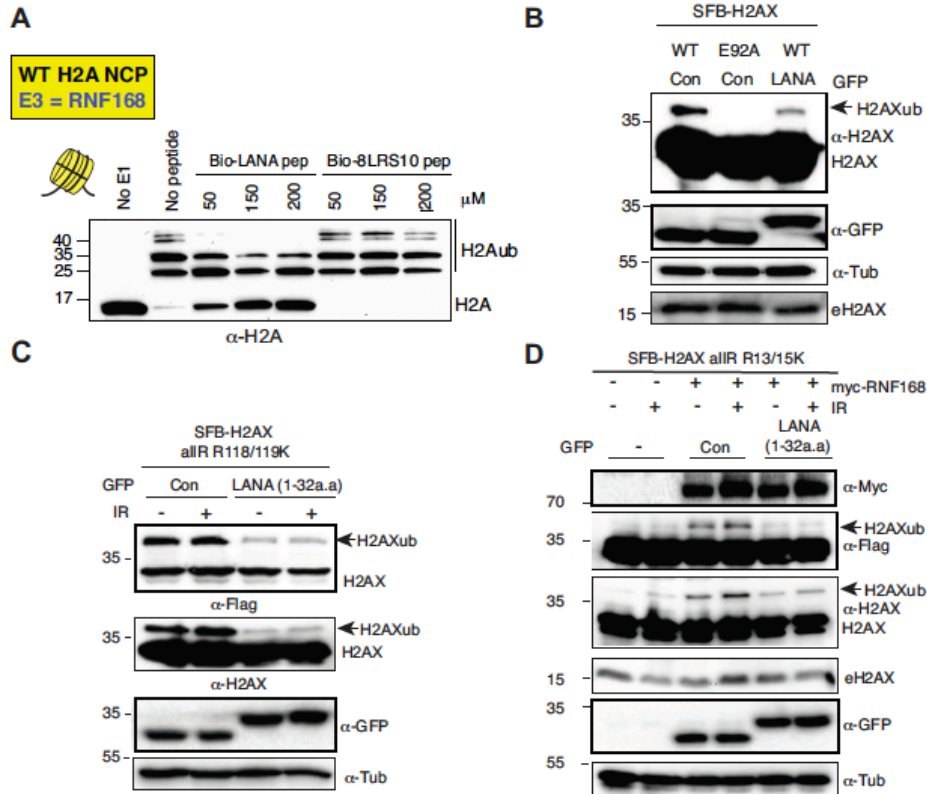 A
WT H2A NCP
E3 = RNF168
No E1
No peptide
Bio-LANA pep
Bio-8LRS10 pep
50 150 200 50 150 |200 μM
40
35
25
17
H2Aub
H2A
α-H2A
B
SFB-H2AX
WT E92A WT
Con Con LANA GFP
35
H2AXub
α-H2AX
H2AX
35
α-GFP
55
α-Tub
15
eH2AX
C
SFB-H2AX
allR R118/119K
GFP Con LANA (1-32a.a)
IR - + - +
35
H2AXub
H2AX
α-Flag
35
H2AXub
H2AX
α-H2AX
35
α-GFP
55
α-Tub
D
SFB-H2AX allR R13/15K
- - + + + + myc-RNF168
- + - + - + IR
GFP - Con LANA
(1-32a.a)
70
α-Myc
35
H2AXub
α-Flag
35
H2AXub
α-H2AX
H2AX
15
eH2AX
35
α-GFP
55
α-Tub